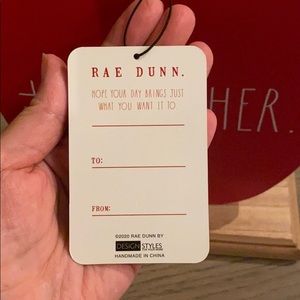 RAE DUNN.
HOPE YOUR DAY BRINGS JUST
WHAT YOU WANT IT TO
TO:
FROM:
©2020 RAE DUNN BY
DESIGN STYLES
HANDMADE IN CHINA
HER.